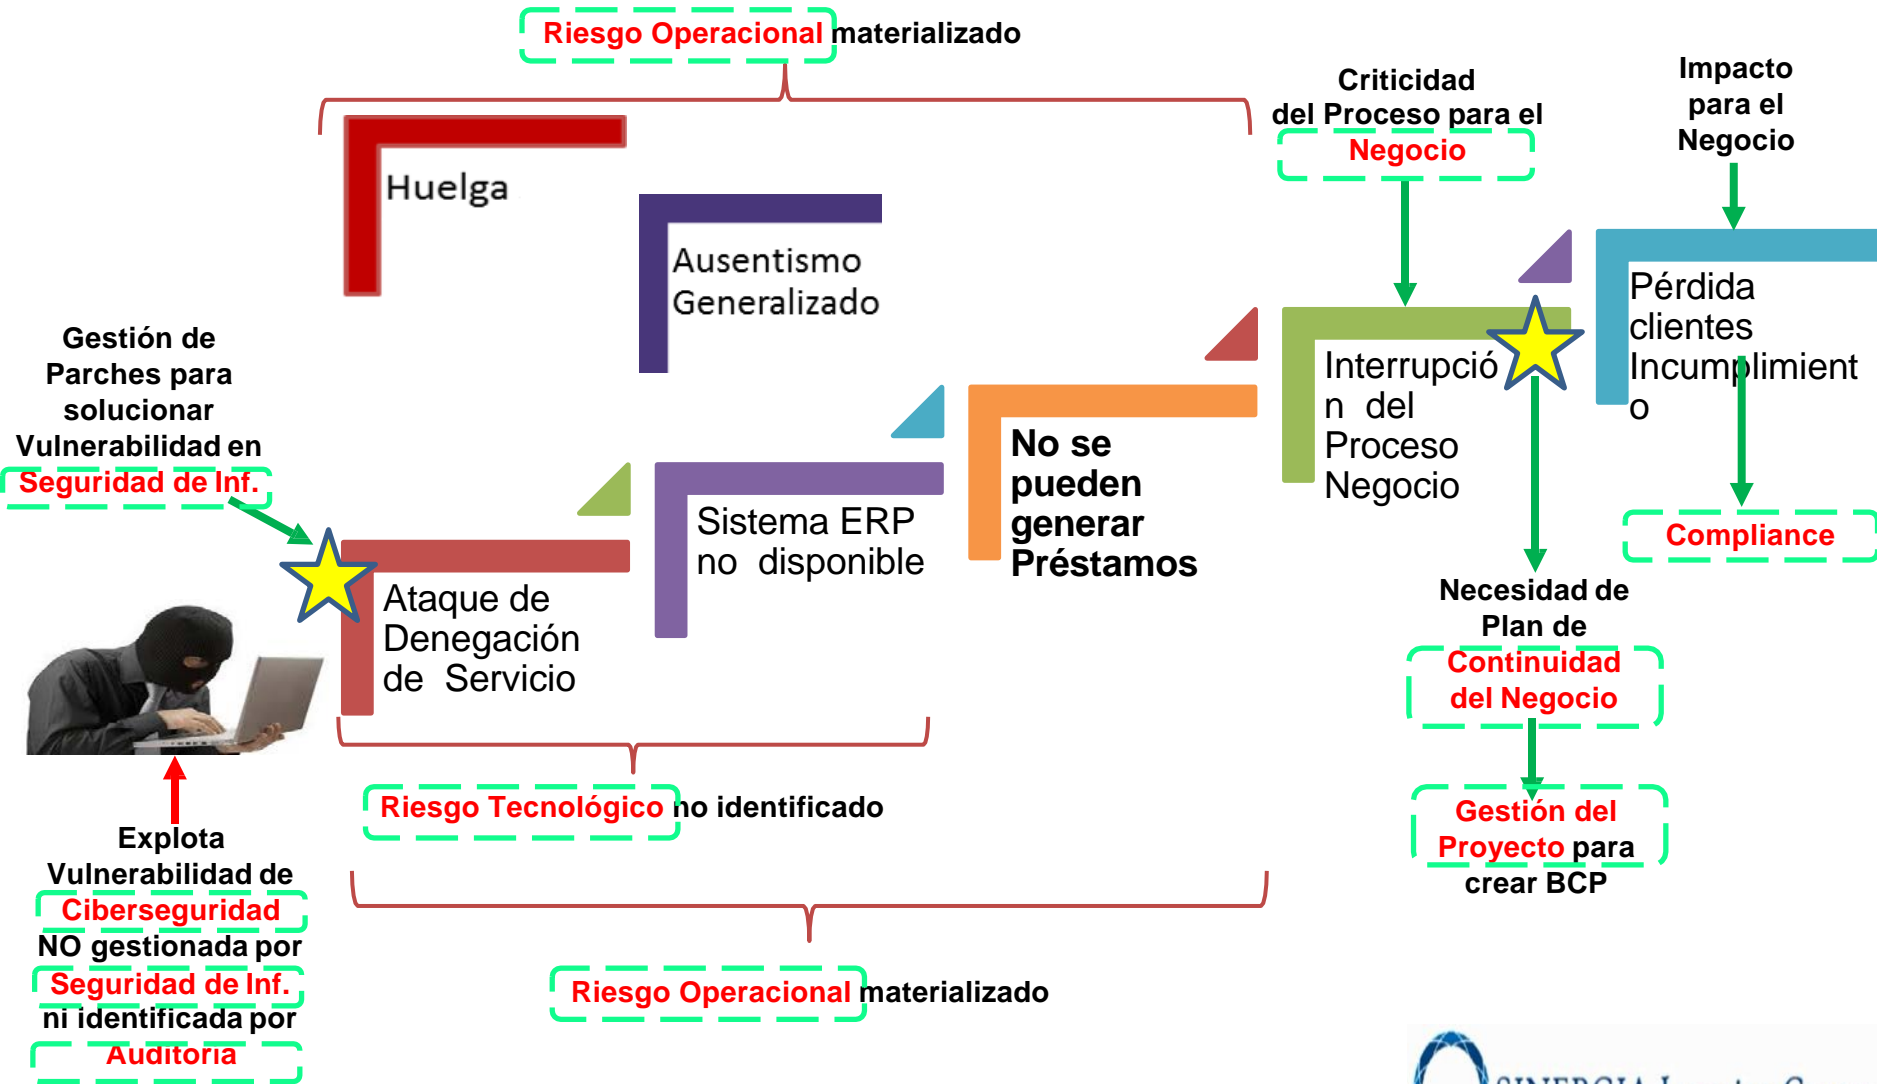 Riesgo Operacional materializado
Criticidad
del Proceso para el
Negocio
Impacto
para el
Negocio
Huelga
Ausentismo
Generalizado
Gestión de
Parches para
solucionar
Vulnerabilidad en
Seguridad de Inf.
Ataque de
Denegación
de Servicio
Sistema ERP
no disponible
No se
pueden
generar
Préstamos
Interrupció
n del
Proceso
Negocio
Pérdida
clientes
Incumplimient
o
Compliance
Necesidad de
Plan de
Continuidad
del Negocio
Gestión del
Proyecto para
crear BCP
Riesgo Tecnológico no identificado
Explota
Vulnerabilidad de
Ciberseguridad
NO gestionada por
Seguridad de Inf.
ni identificada por
Auditoría
Riesgo Operacional materializado
SINERGIA